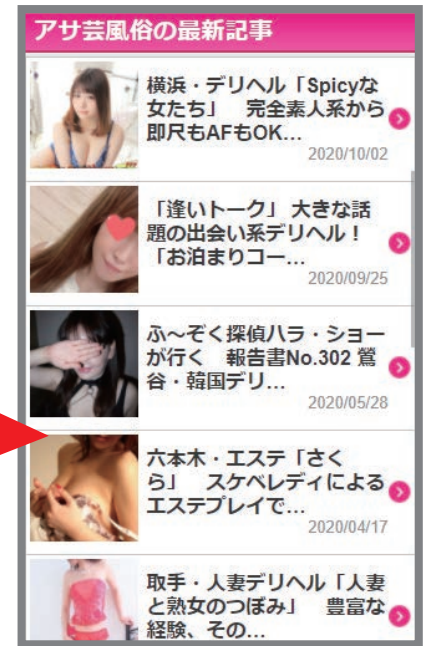 アサ芸風俗の最新記事
横浜・デリヘル「Spicyな
女たち」　完全素人系から
即尺もAFもOK…
2020/10/02
「逢いトーク」 大きな話
題の出会い系デリヘル！
「お泊まりコー…
2020/09/25
ふ～ぞく探偵ハラ・ショー
が行く　報告書No.302 鶯
谷・韓国デリ…
2020/05/28
六本木・エステ「さく
ら」　スケベレディによる
エステプレイで…
2020/04/17
取手・人妻デリヘル「人妻
と熟女のつぼみ」　豊富な
経験、その…